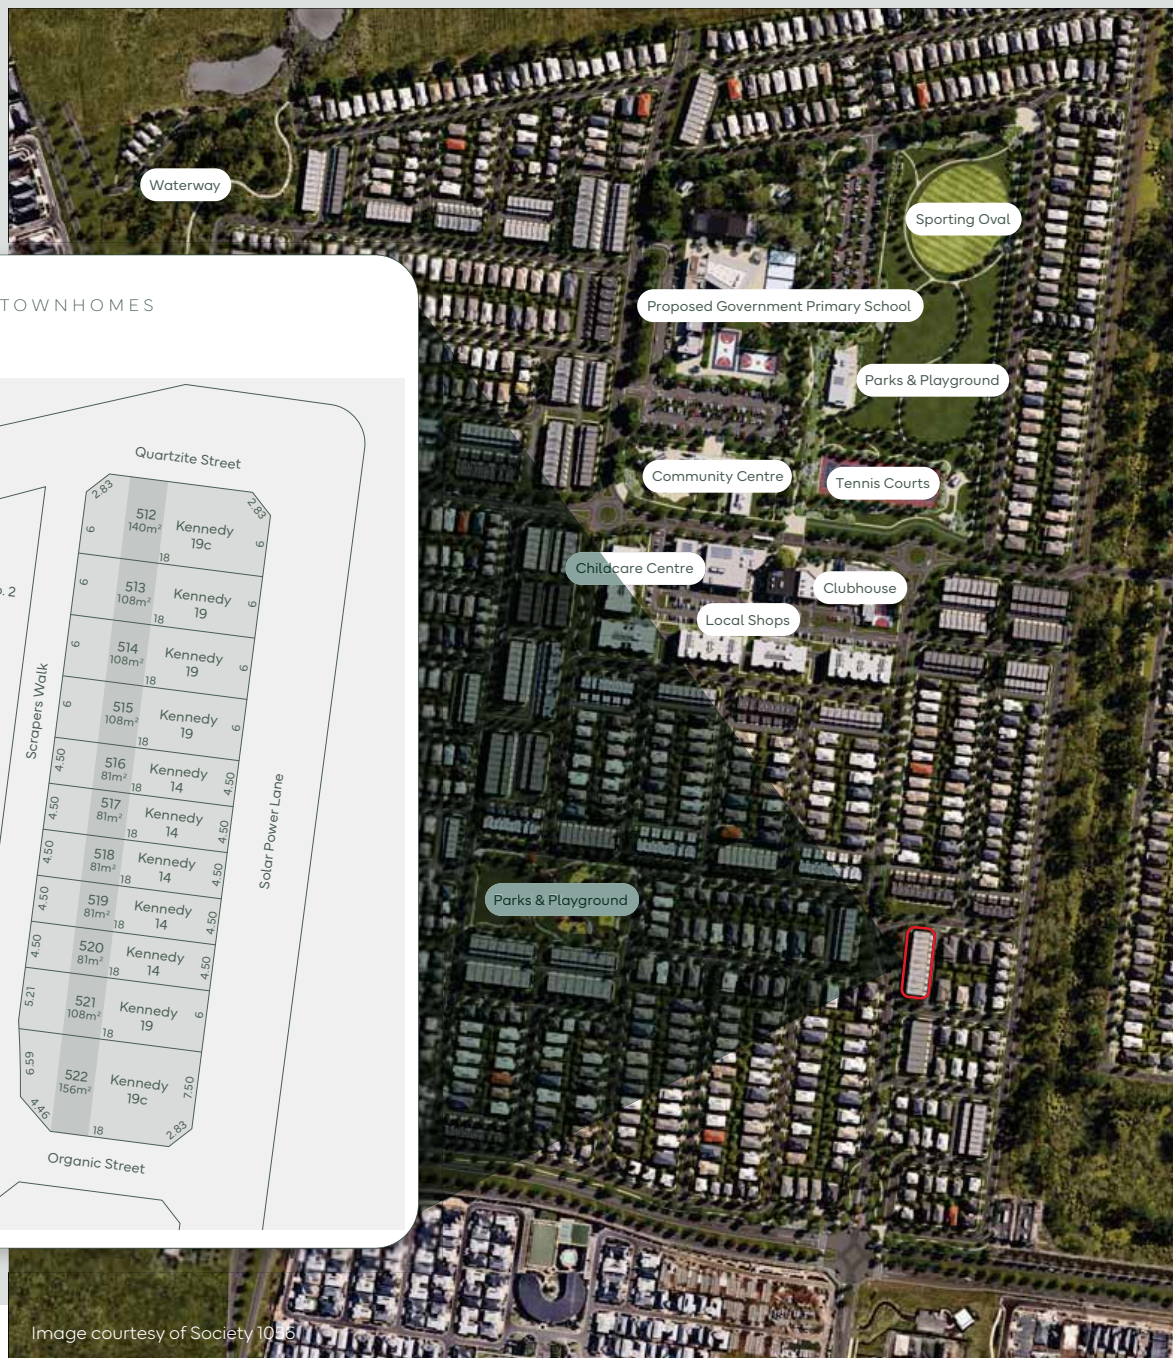 Waterway
Sporting Oval
TOWNHOMES
Proposed Government Primary School
Parks & Playground
Quartzite Street
Community Centre
Tennis Courts
2.83
2.83
512
140m²
Kennedy
19c
6
6
18
Childcare Centre
Clubhouse
Local Shops
513
108m²
Kennedy
19
6
6
18
. 2
514
108m²
Kennedy
19
6
6
18
Scrapers Walk
515
108m²
Kennedy
19
6
6
18
516
81m²
Kennedy
14
4.50
4.50
18
517
81m²
Kennedy
14
4.50
4.50
18
Solar Power Lane
518
81m²
Kennedy
14
4.50
4.50
18
519
81m²
Kennedy
14
4.50
4.50
18
Parks & Playground
520
81m²
Kennedy
14
4.50
4.50
18
521
108m²
Kennedy
19
5.21
6
18
522
156m²
Kennedy
19c
6.59
7.50
4.46
18
2.83
Organic Street
Image courtesy of Society 1056